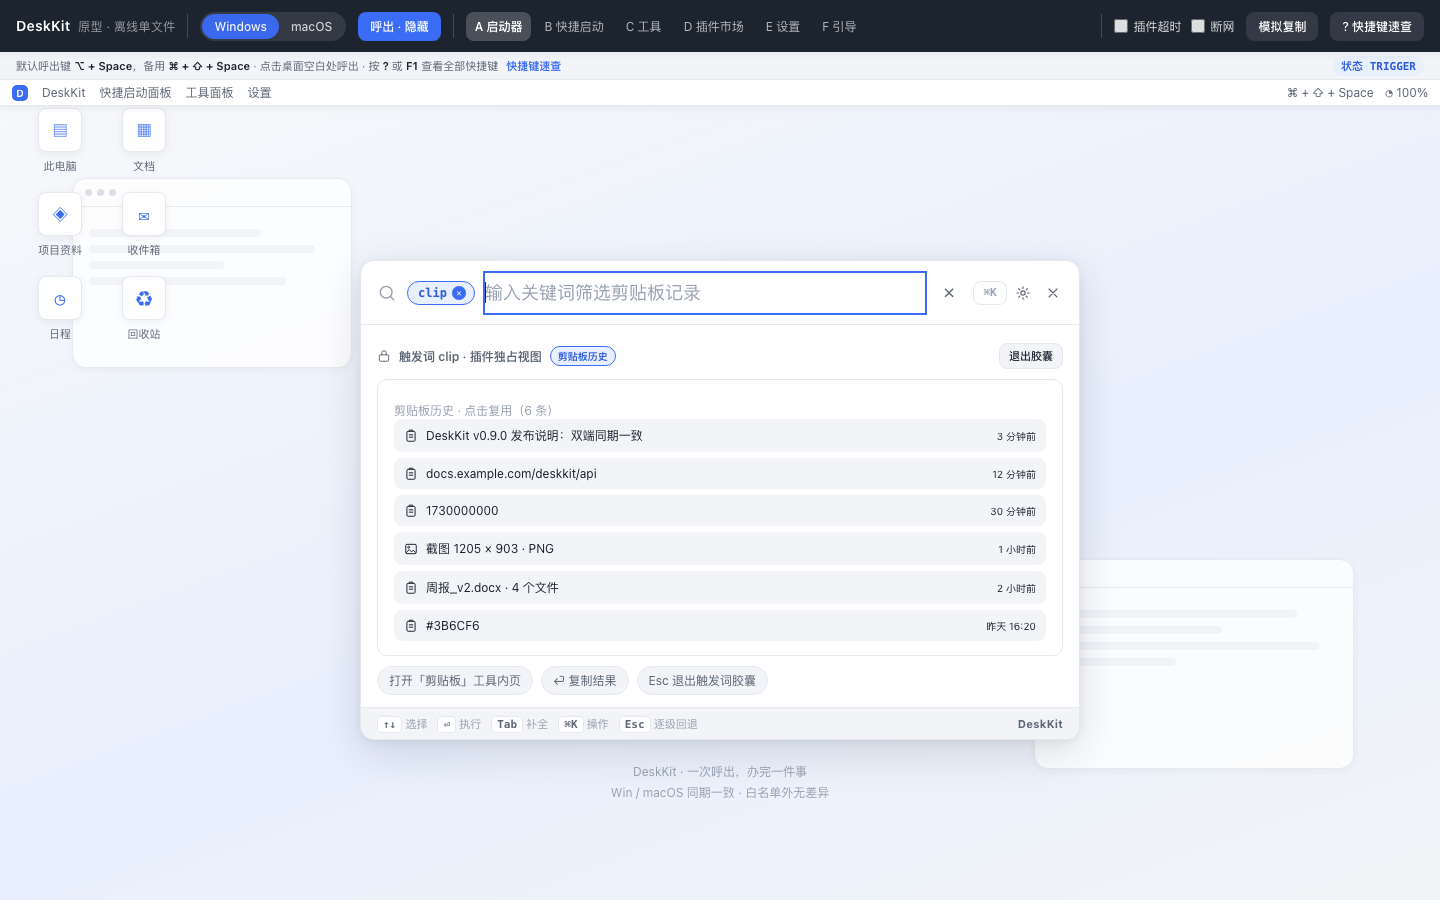 DeskKit 原型 · 离线单文件 Windows macOS 呼出 · 隐藏 A 启动器 B 快捷启动 C 工具 D 插件市场 E 设置 F 引导 插件超时 断网 模拟复制 ? 快捷键速查
默认呼出键 ⌥ + Space，备用 ⌘ + ⇧ + Space · 点击桌面空白处呼出 · 按 ? 或 F1 查看全部快捷键 快捷键速查 状态 TRIGGER
D DeskKit 快捷启动面板 工具面板 设置 ⌘ + ⇧ + Space 100%
此电脑 文档
项目资料 收件箱
日程 回收站
clip × 输入关键词筛选剪贴板记录 ⌘K
触发词 clip · 插件独占视图 剪贴板历史 退出胶囊
剪贴板历史 · 点击复用（6 条）
DeskKit v0.9.0 发布说明：双端同期一致 3 分钟前
docs.example.com/deskkit/api 12 分钟前
1730000000 30 分钟前
截图 1205 × 903 · PNG 1 小时前
周报_v2.docx · 4 个文件 2 小时前
#3B6CF6 昨天 16:20
打开「剪贴板」工具内页 ⏎ 复制结果 Esc 退出触发词胶囊
↑↓ 选择 ⏎ 执行 Tab 补全 ⌘K 操作 Esc 逐级回退 DeskKit
DeskKit · 一次呼出，办完一件事
Win / macOS 同期一致 · 白名单外无差异